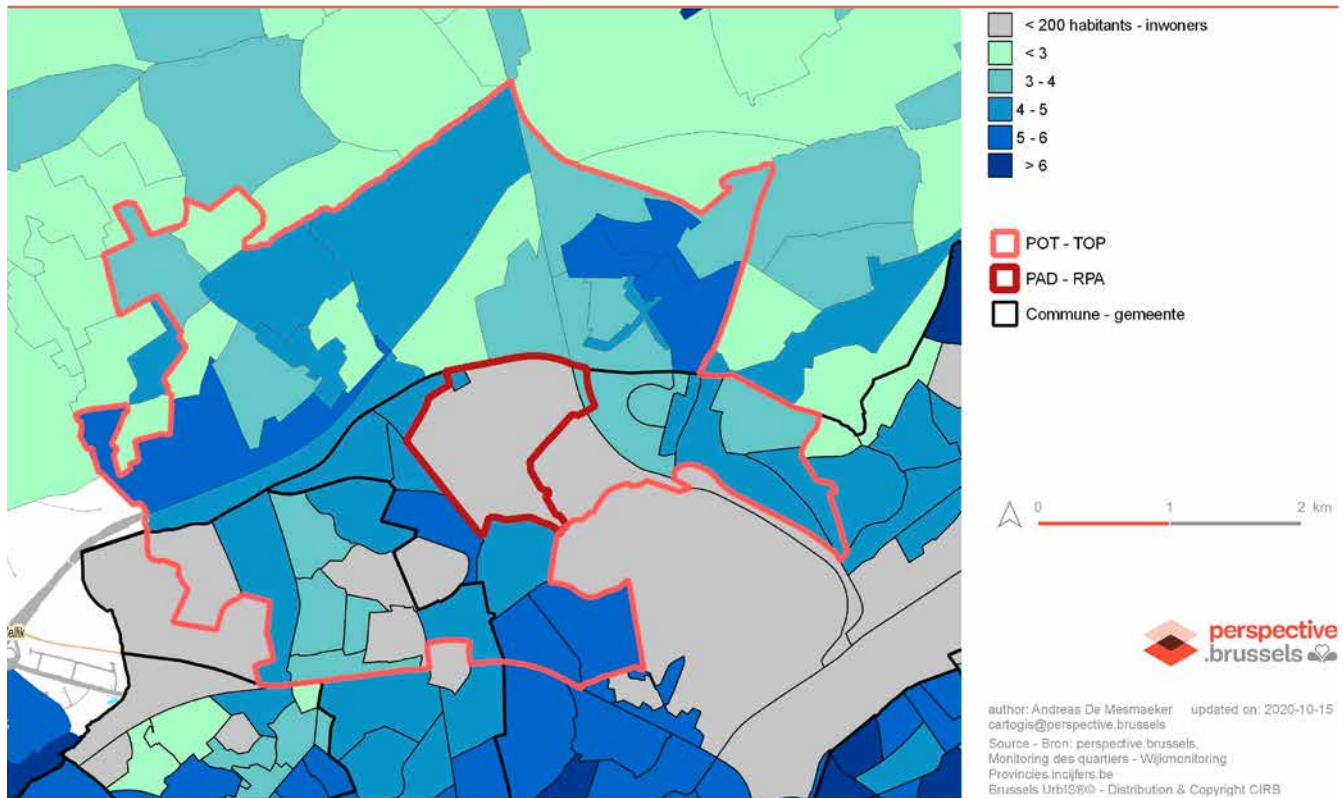 < 200 habitants - inwoners
< 3
3 - 4
4 - 5
5 - 6
> 6
POT - TOP
PAD - RPA
Commune - gemeente
0 1 2 km
perspective
.brussels
author: Andreas De Mesmaeker updated on: 2020-10-15
cartogis@perspective.brussels
Source - Bron: perspective.brussels,
Monitoring des quartiers - Wijkmonitoring
Provincies.incijfers.be
Brussels UrbIS®© - Distribution & Copyright CIRB